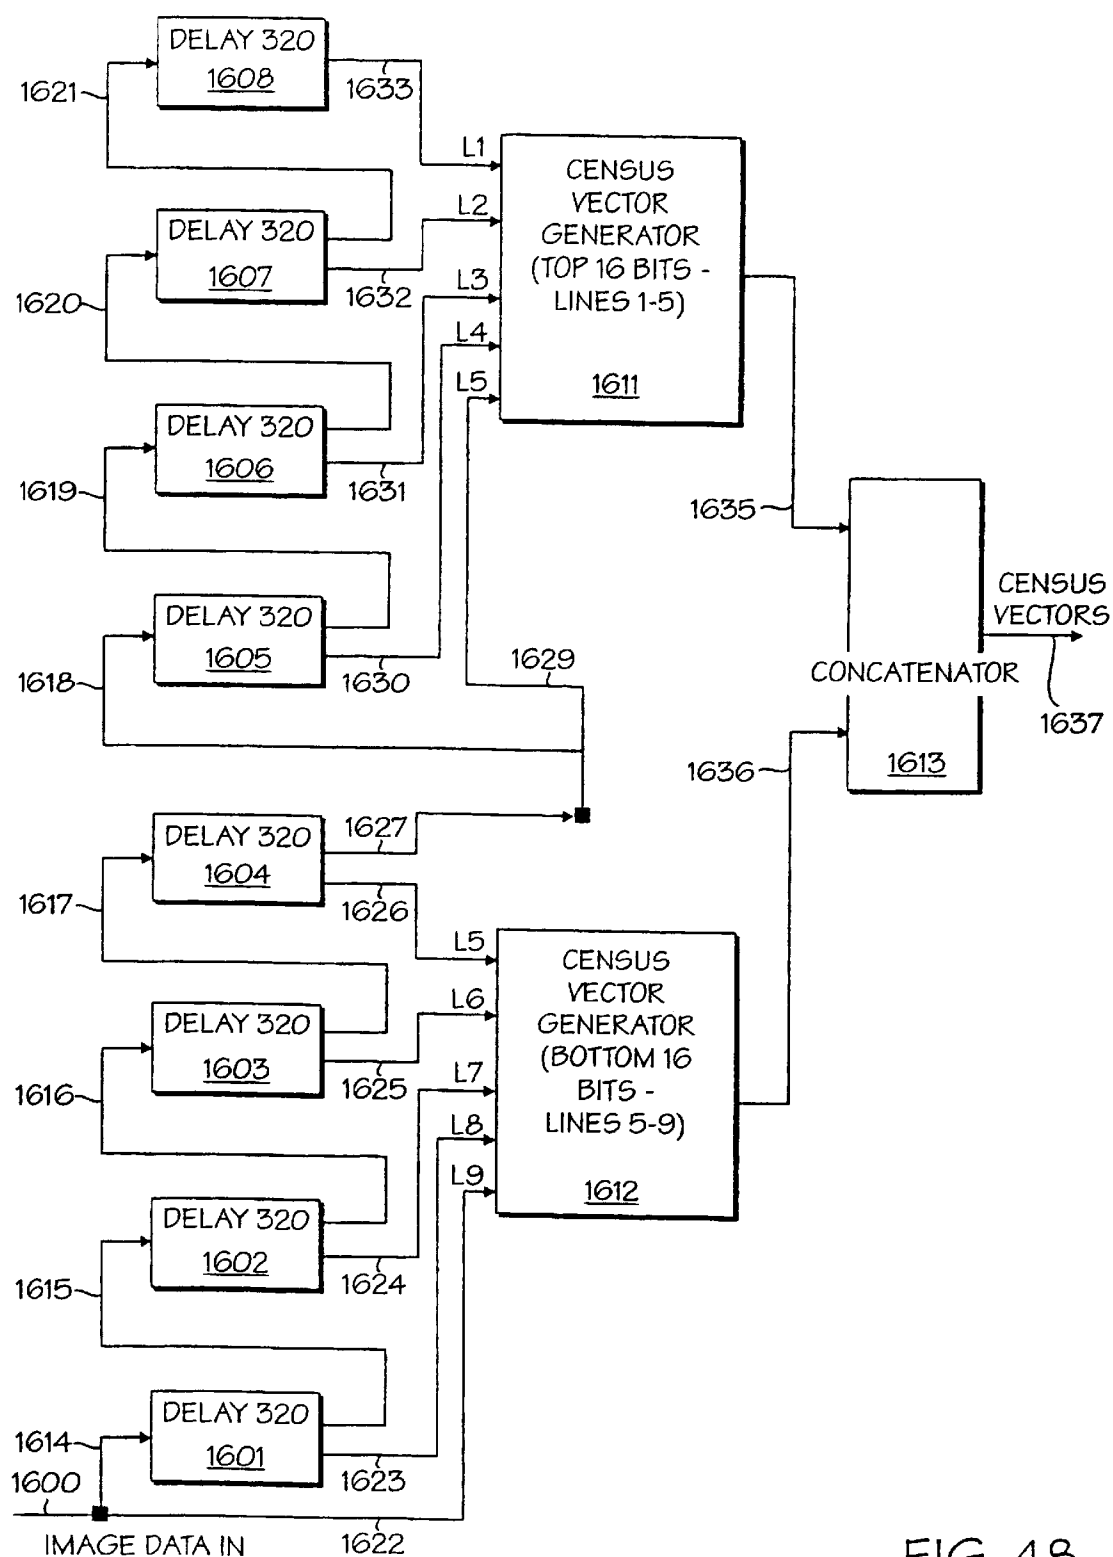 DELAY 320
1608
1621
1633
L1
CENSUS
VECTOR
GENERATOR
(TOP 16 BITS -
LINES 1-5)
1611
DELAY 320
1607
L2
1620
1632
L3
L4
L5
DELAY 320
1606
1619
1631
1635
DELAY 320
1605
1618
1630
1629
CENSUS
VECTORS
CONCATENATOR
1637
1613
1636
DELAY 320
1604
1627
1617
1626
L5
CENSUS
VECTOR
GENERATOR
(BOTTOM 16
BITS -
LINES 5-9)
1612
DELAY 320
1603
L6
1616
1625
L7
L8
L9
DELAY 320
1602
1615
1624
DELAY 320
1601
1614
1623
1600
IMAGE DATA IN
1622